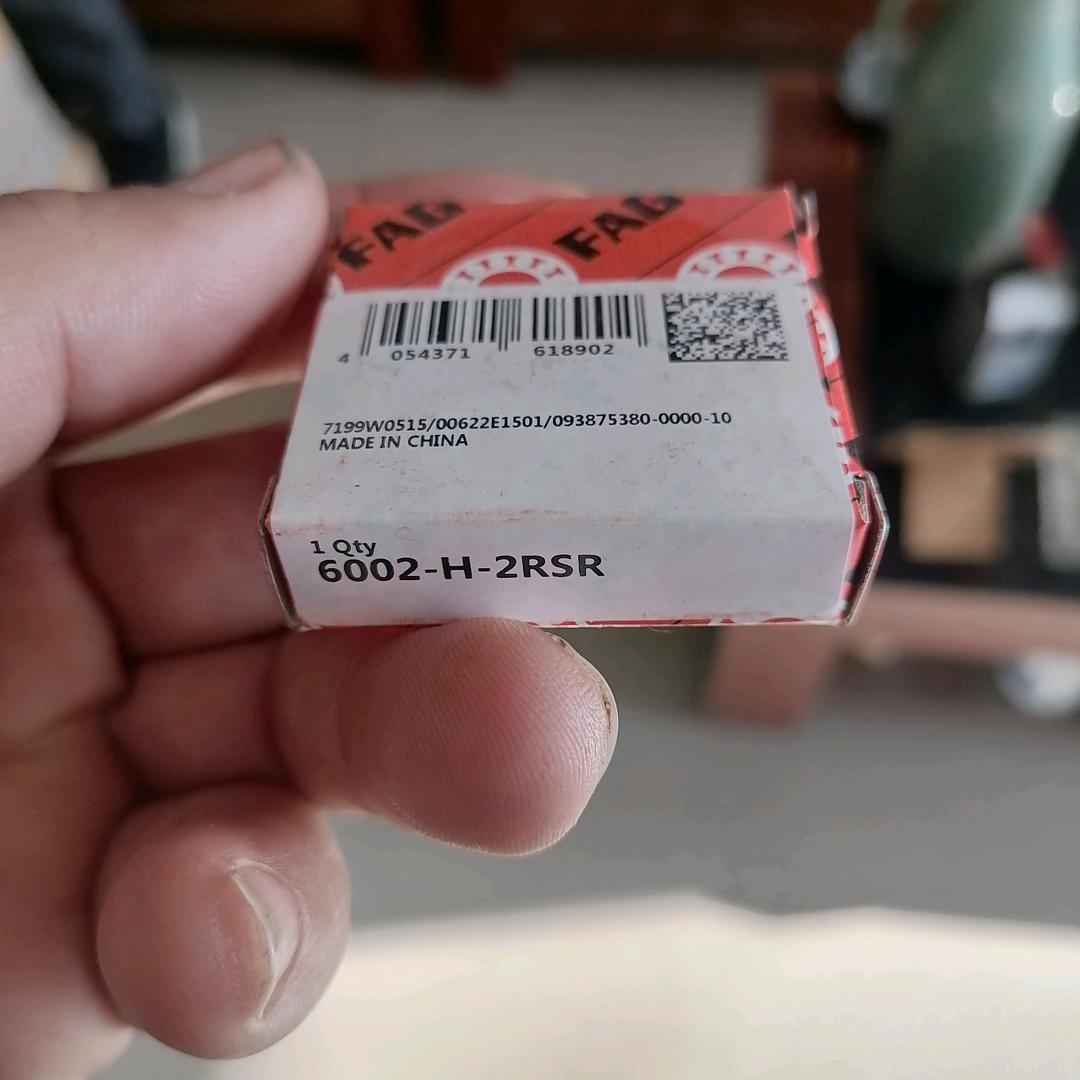 FAG FAG
4 054371 618902
7199W0515/00622E1501/093875380-0000-10
MADE IN CHINA
1 Qty
6002-H-2RSR